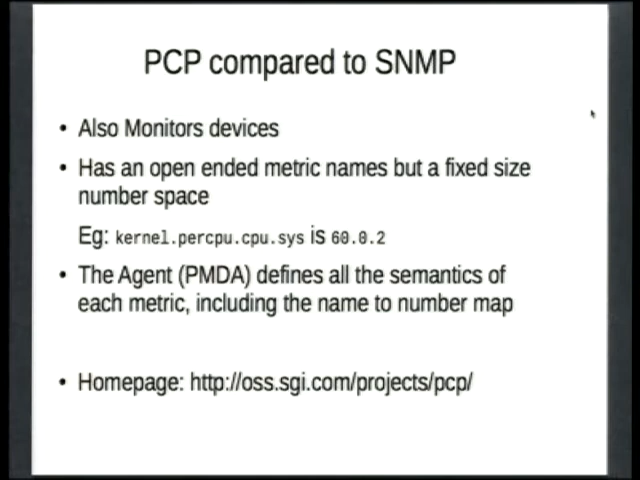 PCP compared to SNMP
• Also Monitors devices
• Has an open ended metric names but a fixed size
number space
Eg: kernel.percpu.cpu.sys is 60.0.2
• The Agent (PMDA) defines all the semantics of
each metric, including the name to number map
• Homepage: http://oss.sgi.com/projects/pcp/